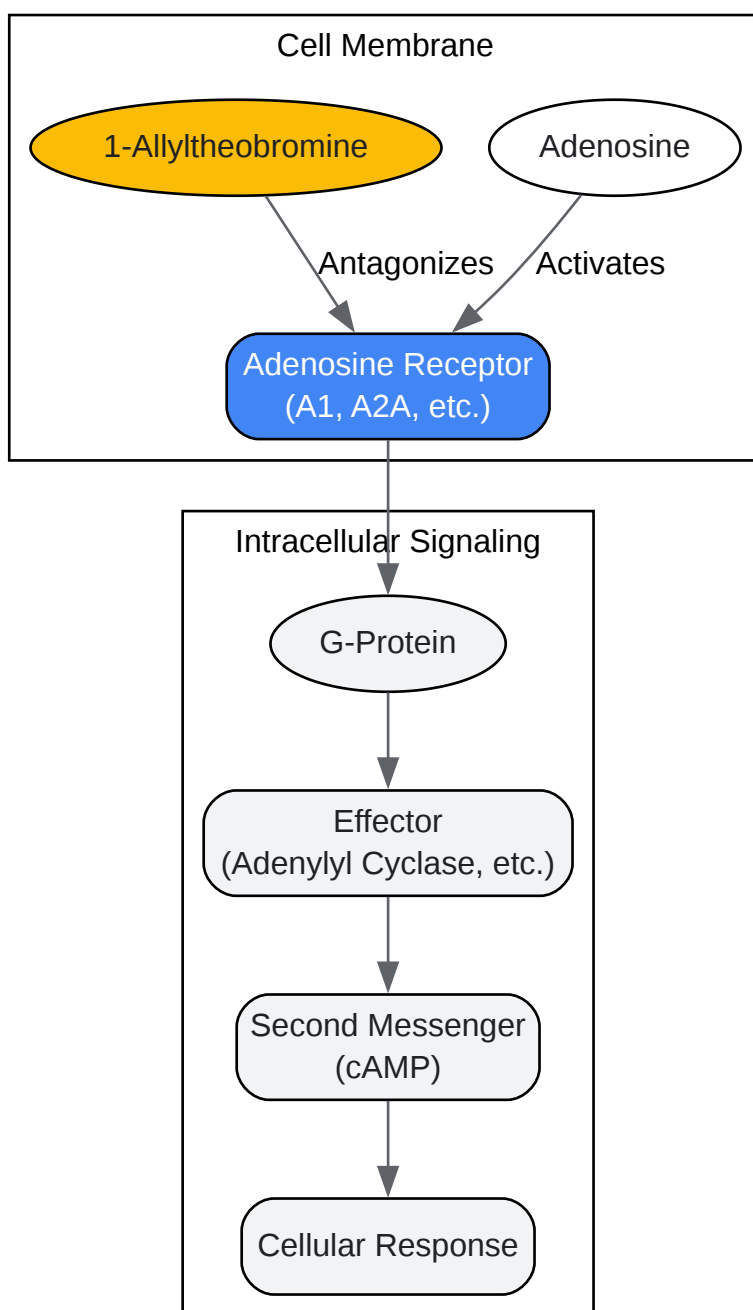 Cell Membrane
1-Allyltheobromine
Adenosine
Antagonizes
Activates
Adenosine Receptor
(A1, A2A, etc.)
Intracellular Signaling
G-Protein
Effector
(Adenylyl Cyclase, etc.)
Second Messenger
(cAMP)
Cellular Response